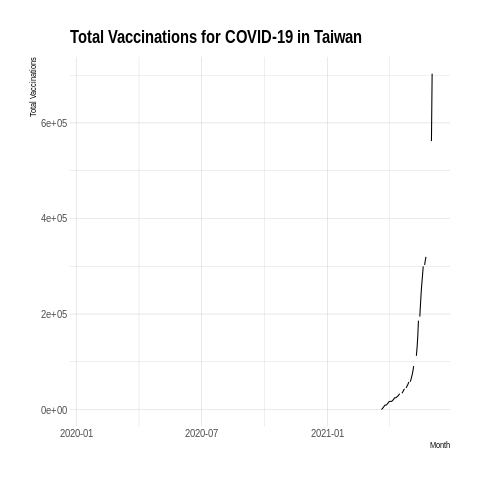 Total Vaccinations for COVID-19 in Taiwan
Total Vaccinations
6e+05
4e+05
2e+05
0e+00
2020-01 2020-07 2021-01
Month